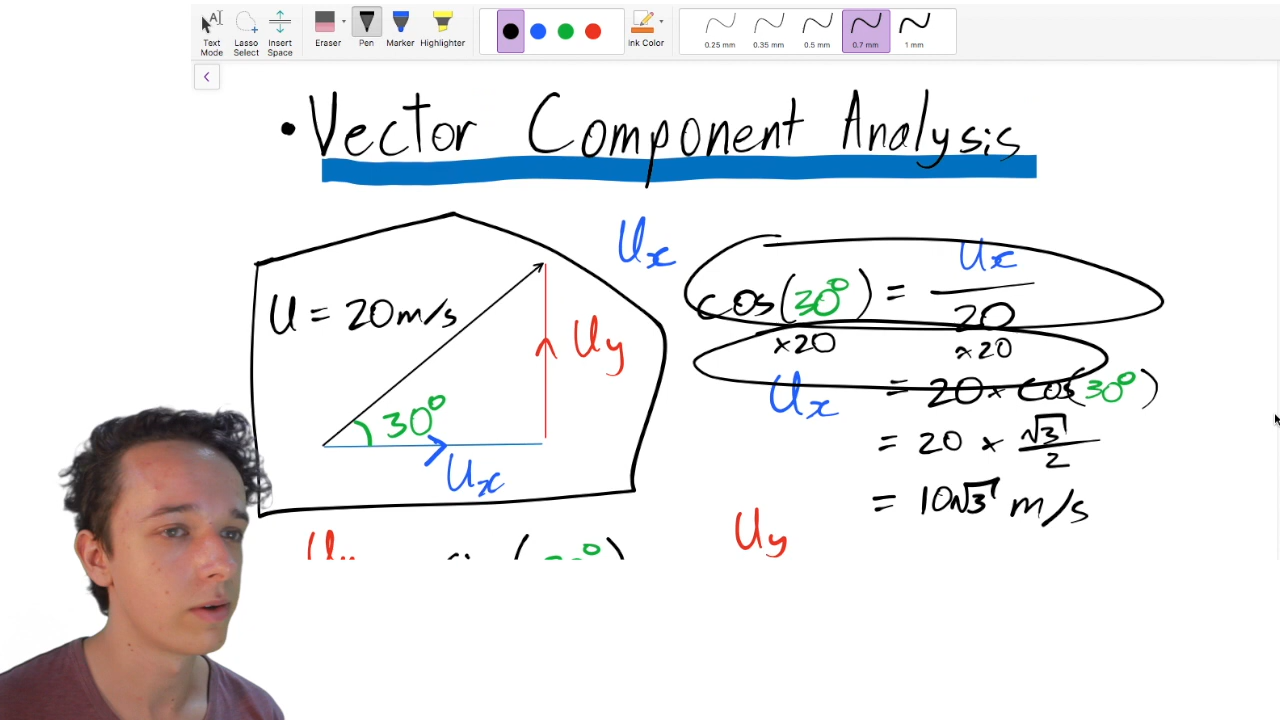 Text Mode
Lasso Select
Insert Space
Eraser
Pen
Marker
Highlighter
Ink Color
0.25 mm
0.35 mm
0.5 mm
0.7 mm
1 mm
• Vector Component Analysis
U = 20 m/s
30°
Ux
Uy
Ux
cos(30°) = Ux / 20
×20 ×20
Ux = 20 × cos(30°)
= 20 × √3 / 2
= 10√3 m/s
Uy